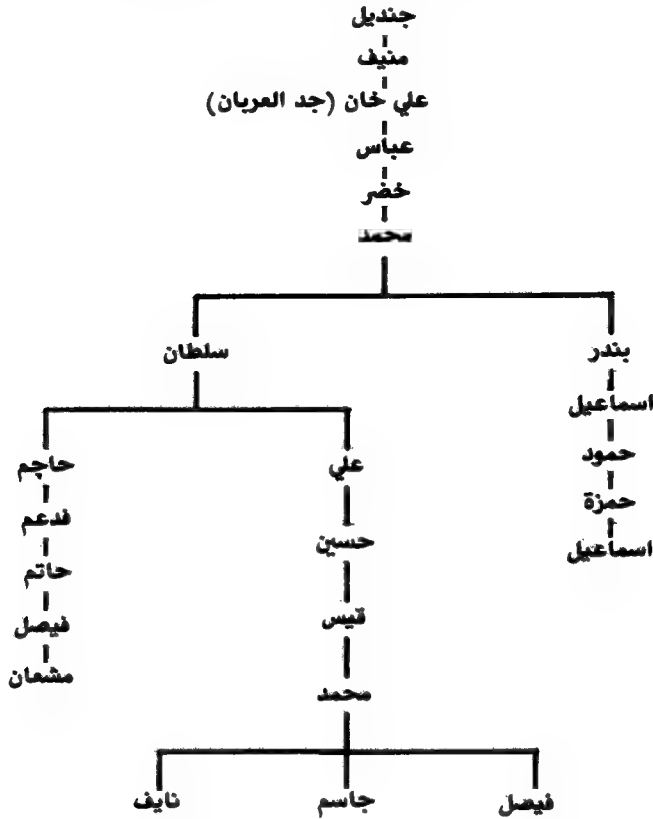 جنديل
منيف
علي خان (جد العربان)
عباس
خضر
محمد
بندر
سلطان
اسماعيل
حمود
حمزة
اسماعيل
علي
حاجم
حسين
فدعم
حاتم
قيس
فيصل
مشعان
محمد
فيصل
جاسم
نايف